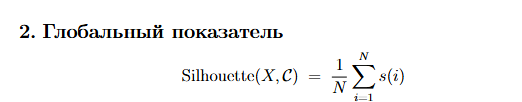 2. Глобальный показатель
Silhouette(X, C) = 1/N ∑_{i=1}^{N} s(i)